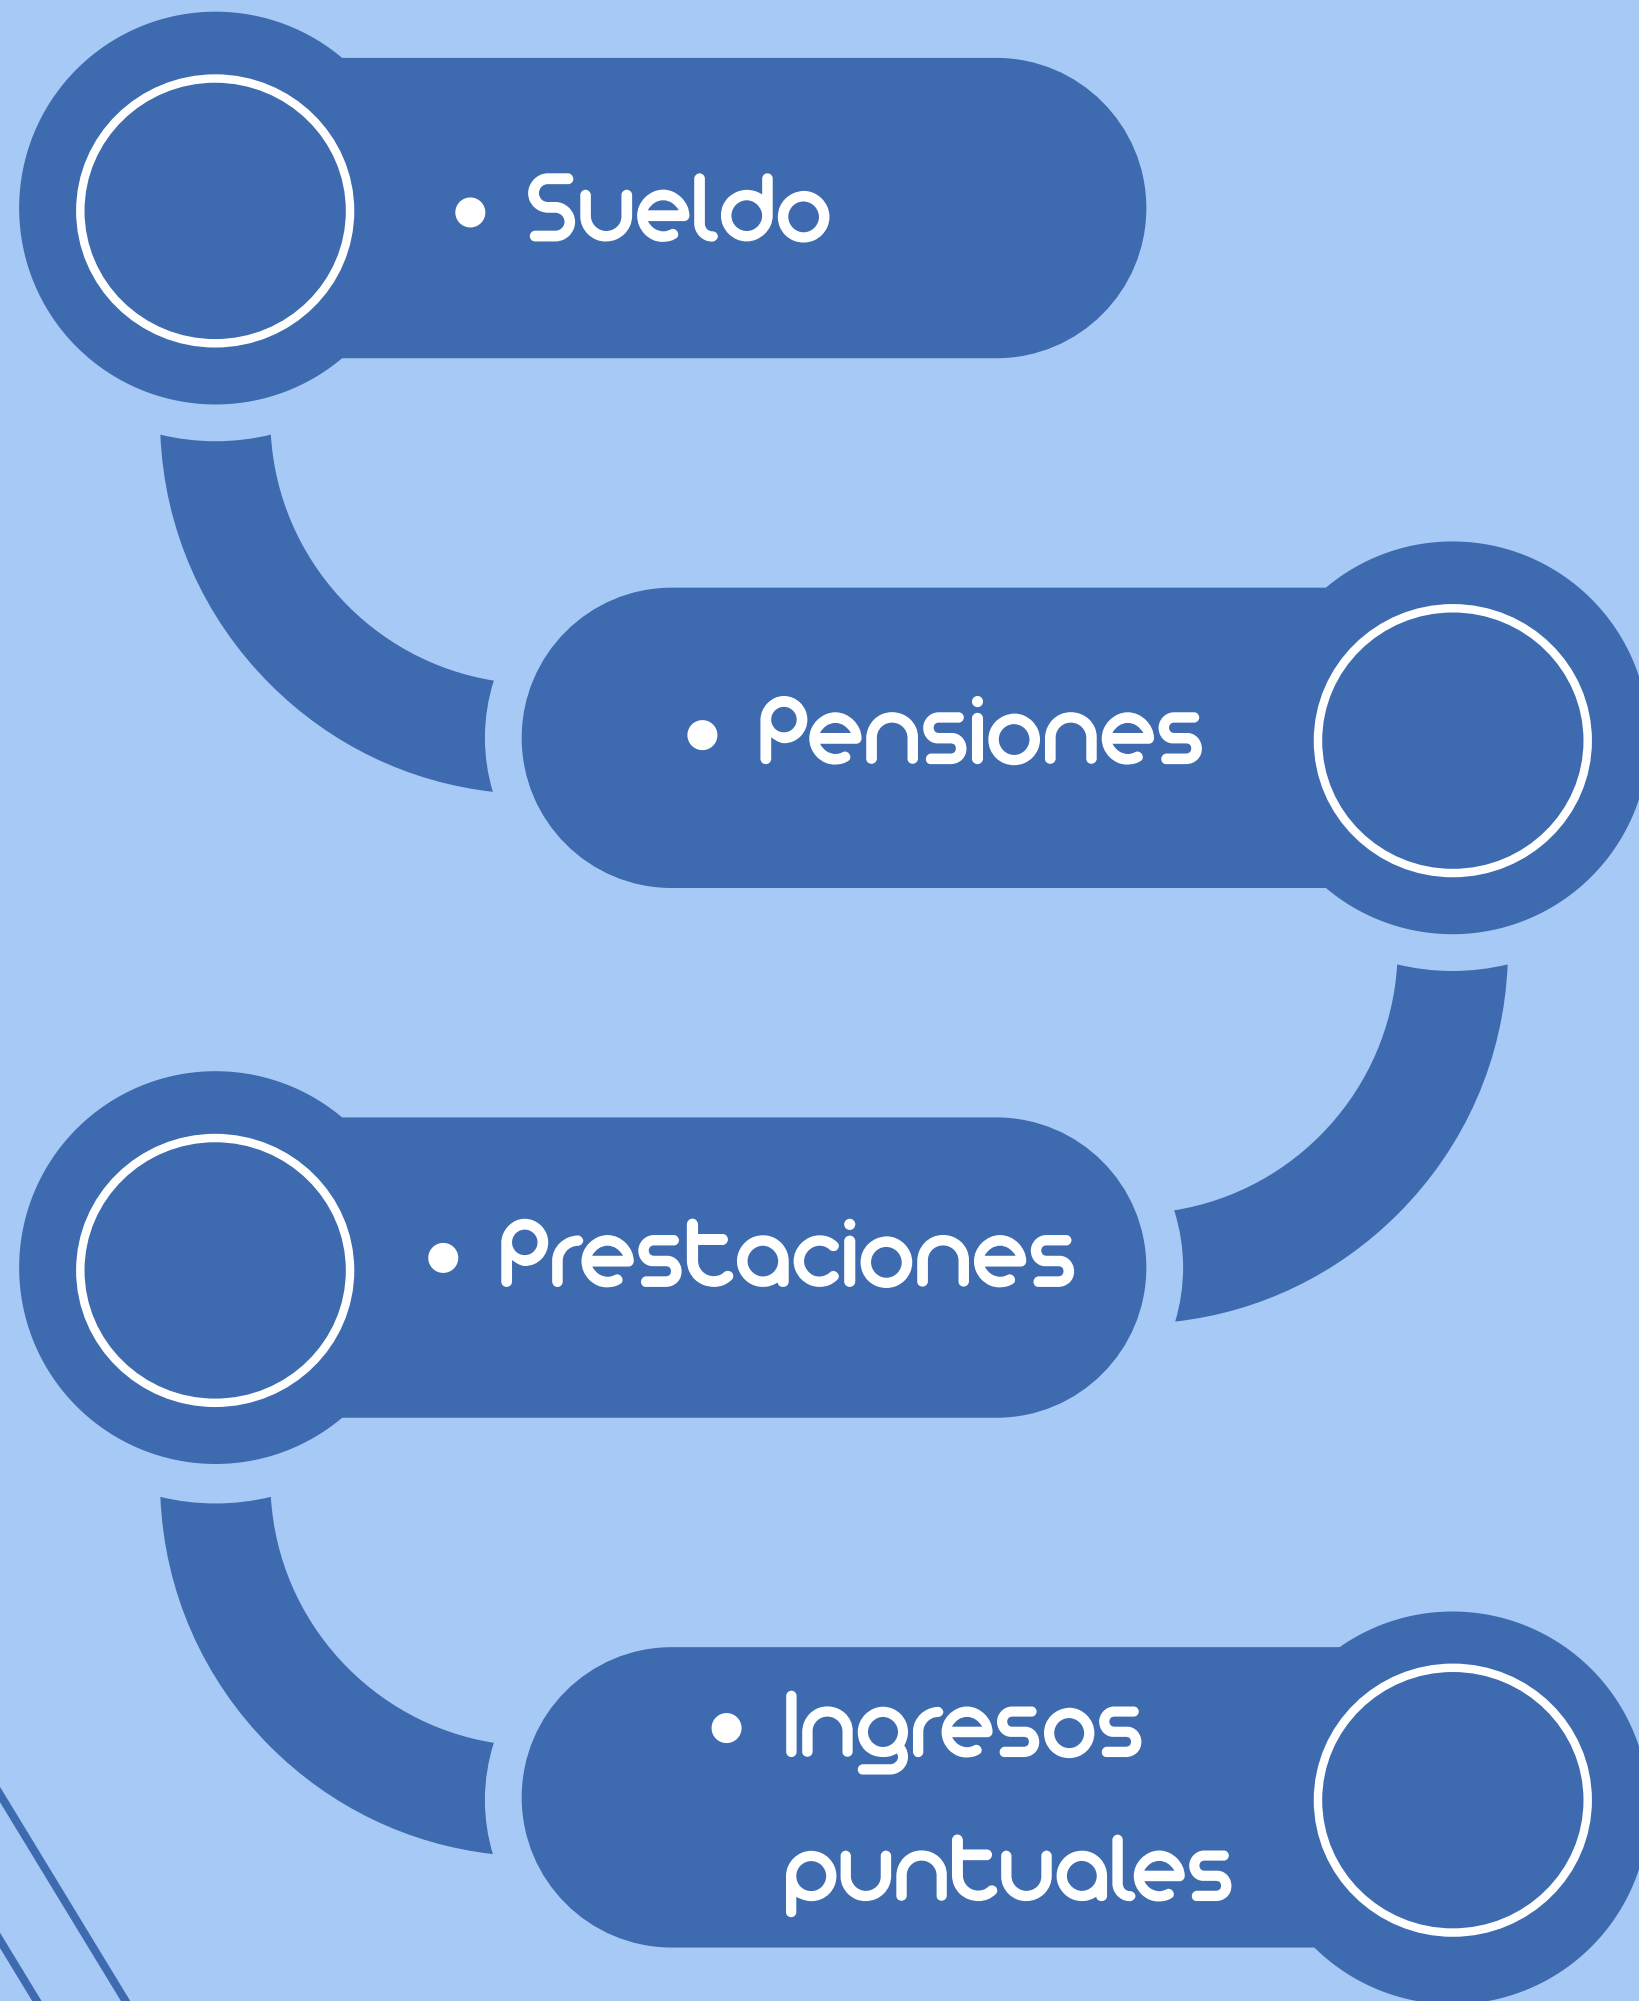 • Sueldo
• Pensiones
• Prestaciones
• Ingresos
puntuales